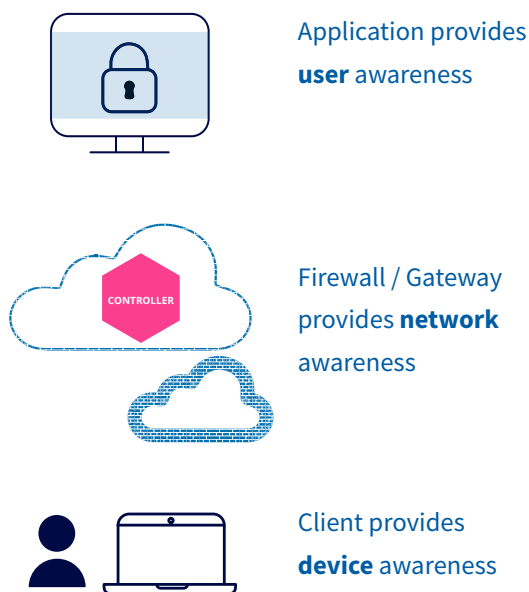 Application provides
user awareness
CONTROLLER
Firewall / Gateway
provides network
awareness
Client provides
device awareness